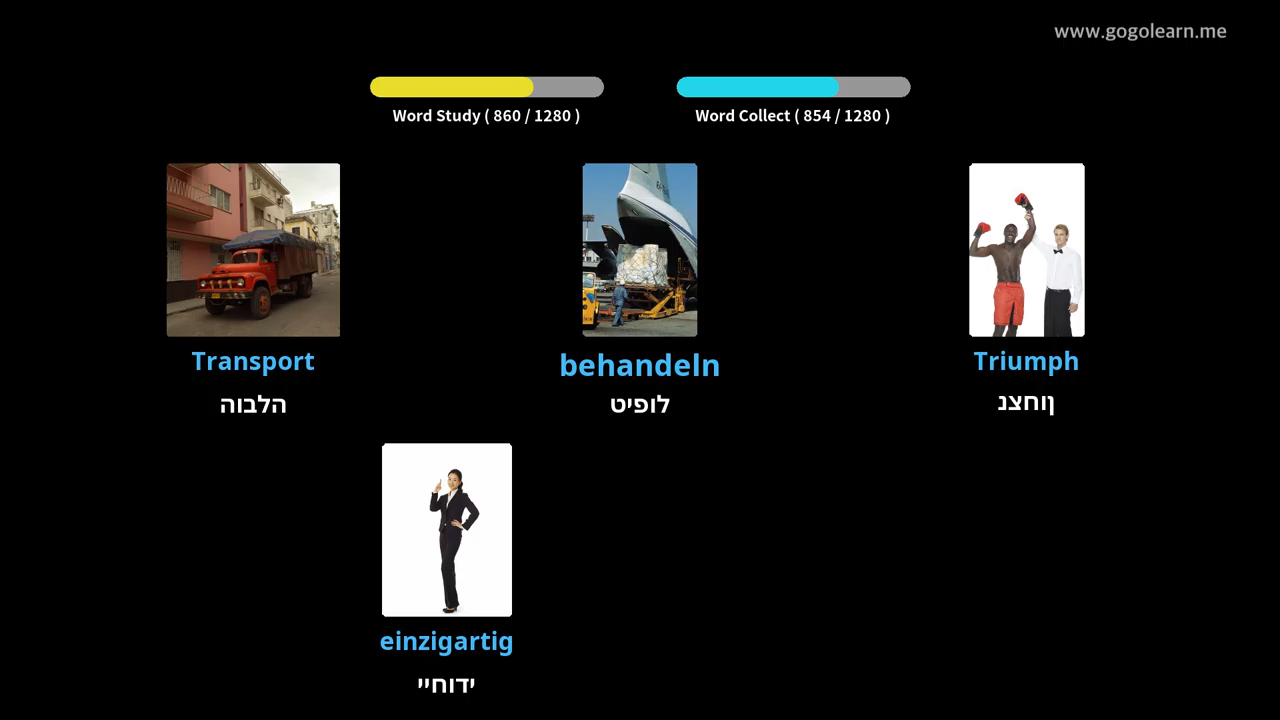 www.gogolearn.me
Word Study ( 860 / 1280 )
Word Collect ( 854 / 1280 )
Transport
behandeln
Triumph
הלבוה
לופיט
ןוחצנ
einzigartig
ידוחיי